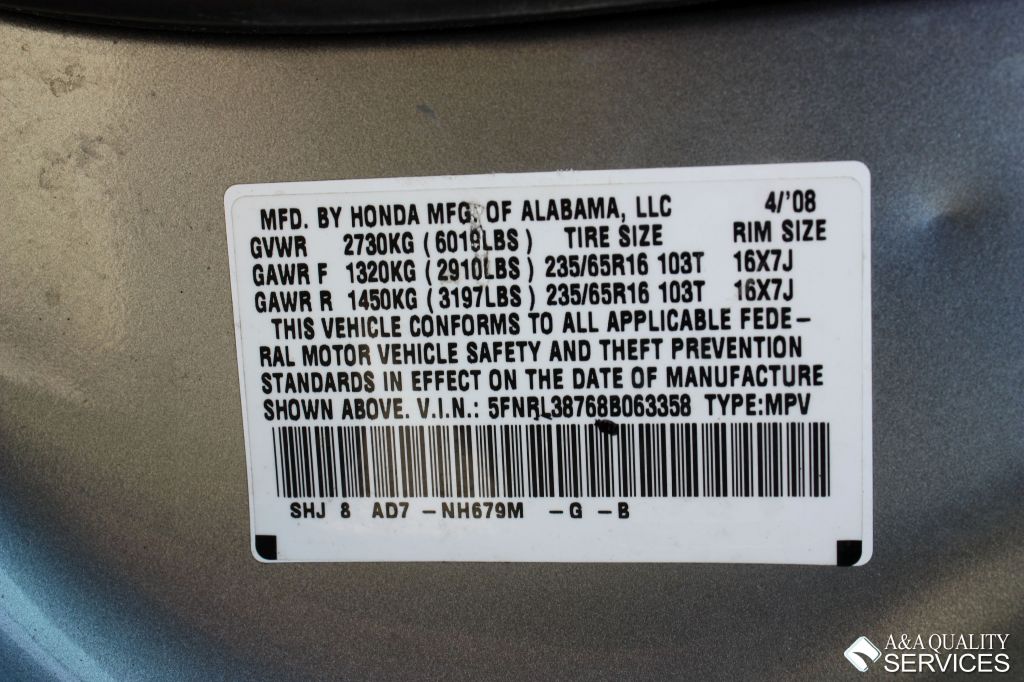 MFD. BY HONDA MFG. OF ALABAMA, LLC 4/'08
GVWR 2730KG (6019LBS) TIRE SIZE RIM SIZE
GAWR F 1320KG (2910LBS) 235/65R16 103T 16X7J
GAWR R 1450KG (3197LBS) 235/65R16 103T 16X7J
THIS VEHICLE CONFORMS TO ALL APPLICABLE FEDE-
RAL MOTOR VEHICLE SAFETY AND THEFT PREVENTION
STANDARDS IN EFFECT ON THE DATE OF MANUFACTURE
SHOWN ABOVE. V.I.N.: 5FNRL38768B063358 TYPE:MPV
SHJ 8 AD7 -NH679M -G -B
A&A QUALITY
SERVICES